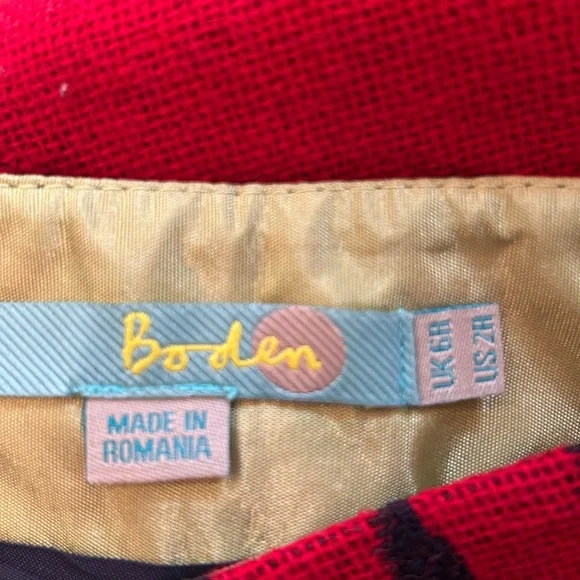 Boden
UK 6R
US 2R
MADE IN
ROMANIA